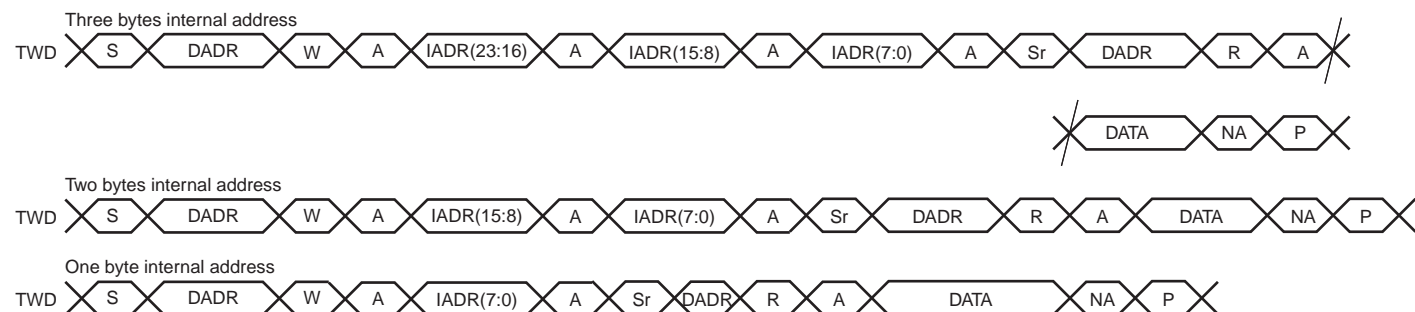 Three bytes internal address
TWD S DADR W A IADR(23:16) A IADR(15:8) A IADR(7:0) A Sr DADR R A
DATA NA P
Two bytes internal address
TWD S DADR W A IADR(15:8) A IADR(7:0) A Sr DADR R A DATA NA P
One byte internal address
TWD S DADR W A IADR(7:0) A Sr DADR R A DATA NA P